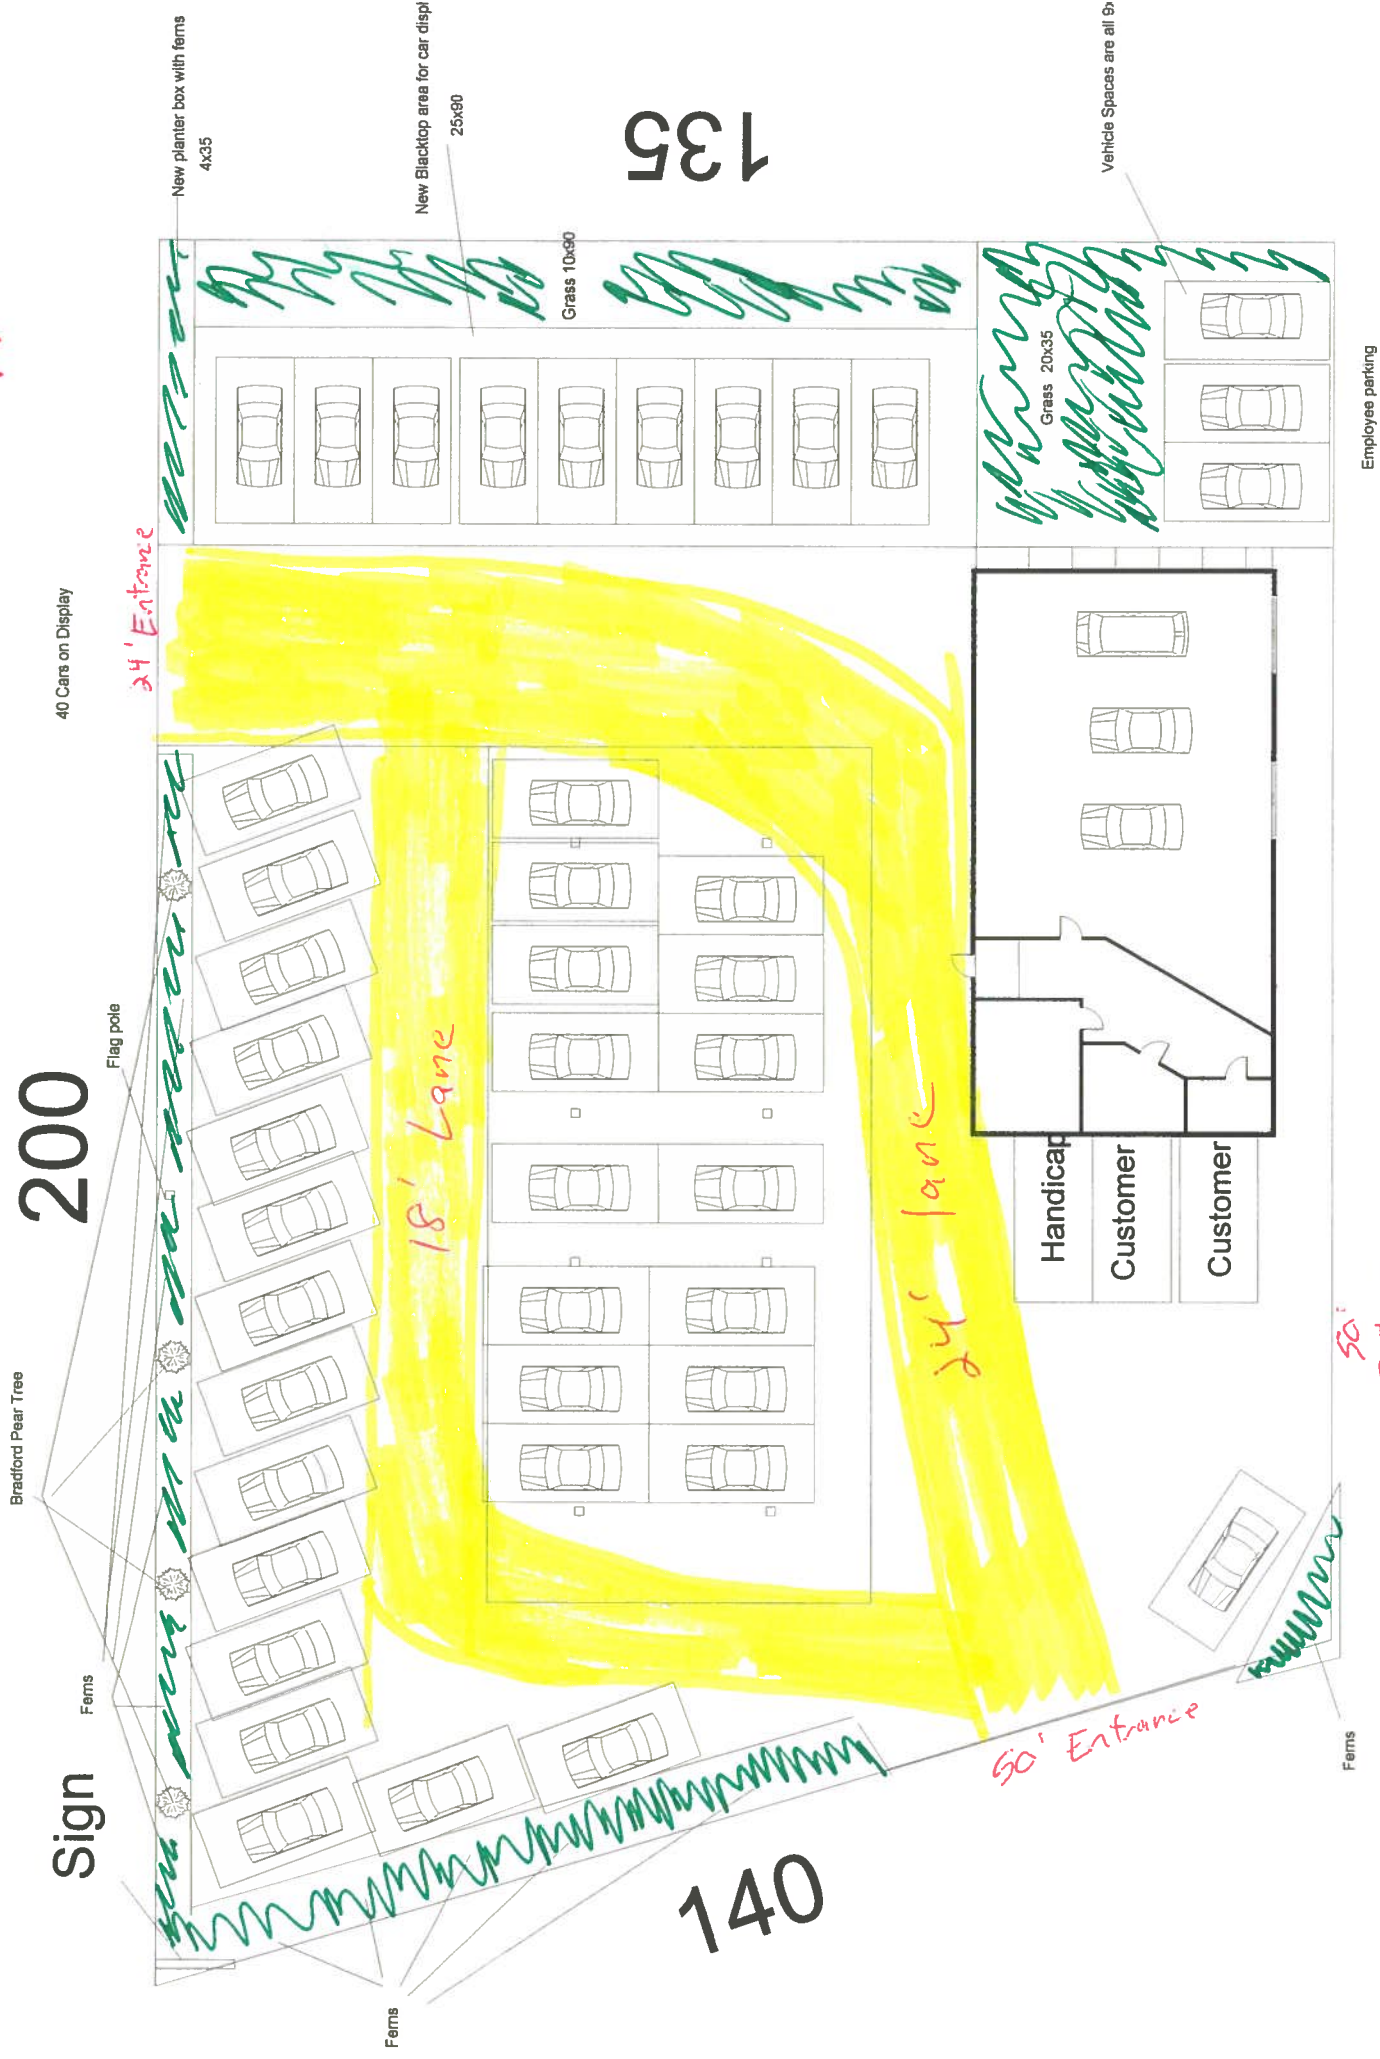 New planter box with ferns
4x35
New Blacktop area for car displ
25x90
135
Vehicle Spaces are all 9x
Grass 10x90
Grass 20x35
Employee parking
40 Cars on Display
24' Entrance
200
Flag pole
Bradford Pear Tree
18' Lane
24' lane
Handicap
Customer
Customer
50'
Sign
Ferns
50' Entrance
140
Ferns
Ferns